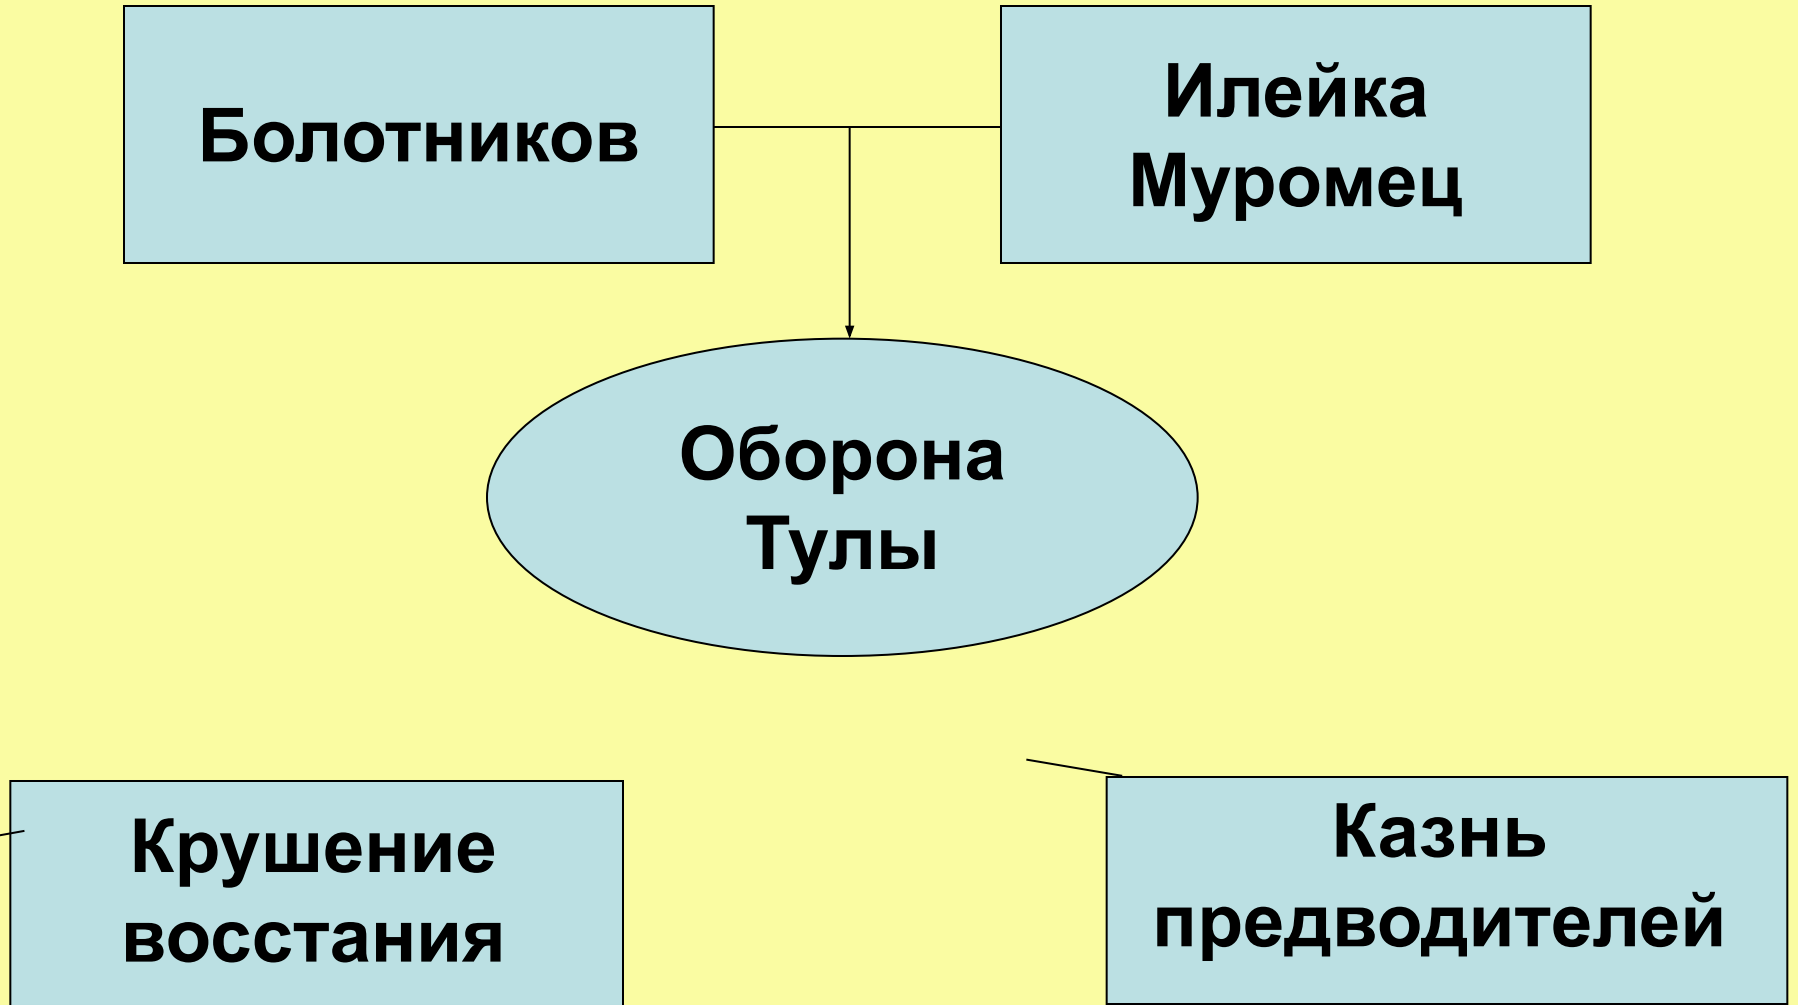 Болотников
Илейка
Муромец
Оборона
Тулы
Крушение
восстания
Казнь
предводителей